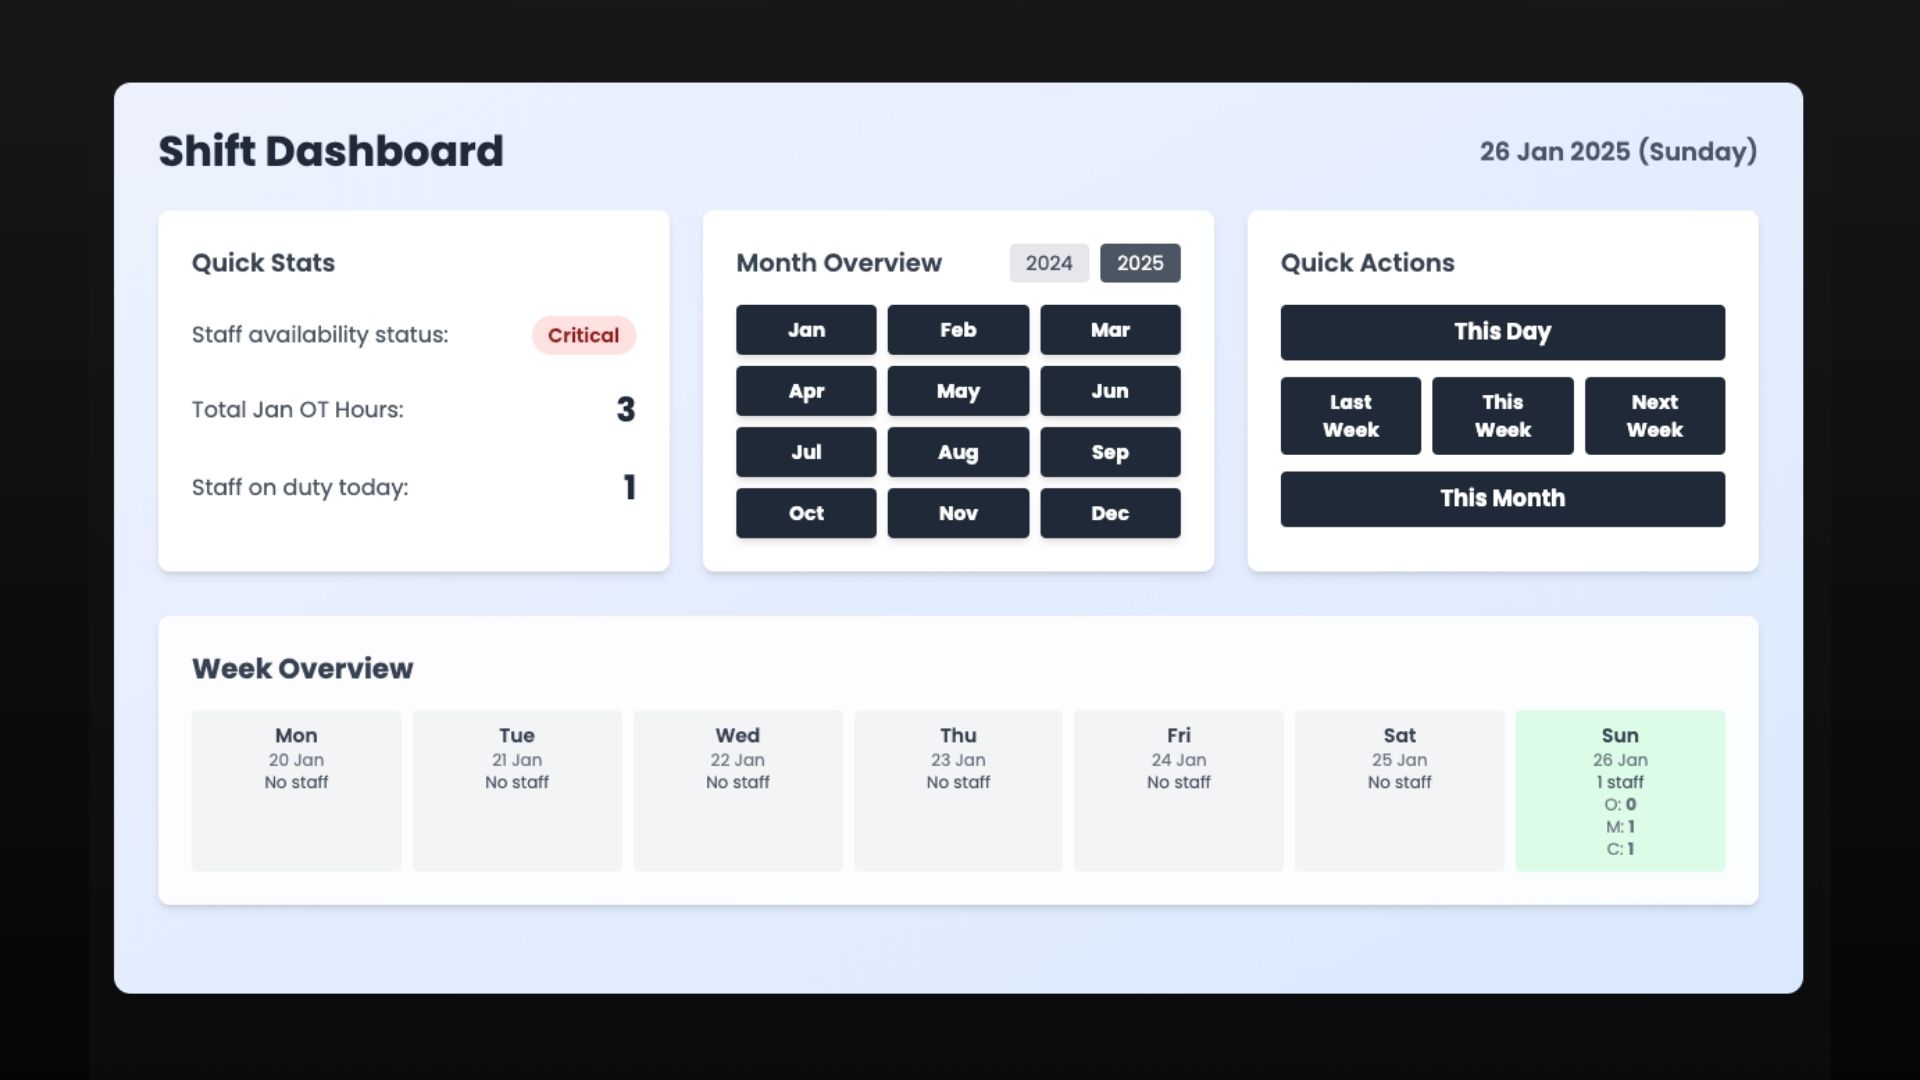 Shift Dashboard
26 Jan 2025 (Sunday)
Quick Stats
Staff availability status: Critical
Total Jan OT Hours: 3
Staff on duty today: 1
Month Overview 2024 2025
Jan Feb Mar
Apr May Jun
Jul Aug Sep
Oct Nov Dec
Quick Actions
This Day
Last
Week
This
Week
Next
Week
This Month
Week Overview
Mon
20 Jan
No staff
Tue
21 Jan
No staff
Wed
22 Jan
No staff
Thu
23 Jan
No staff
Fri
24 Jan
No staff
Sat
25 Jan
No staff
Sun
26 Jan
1 staff
O: 0
M: 1
C: 1